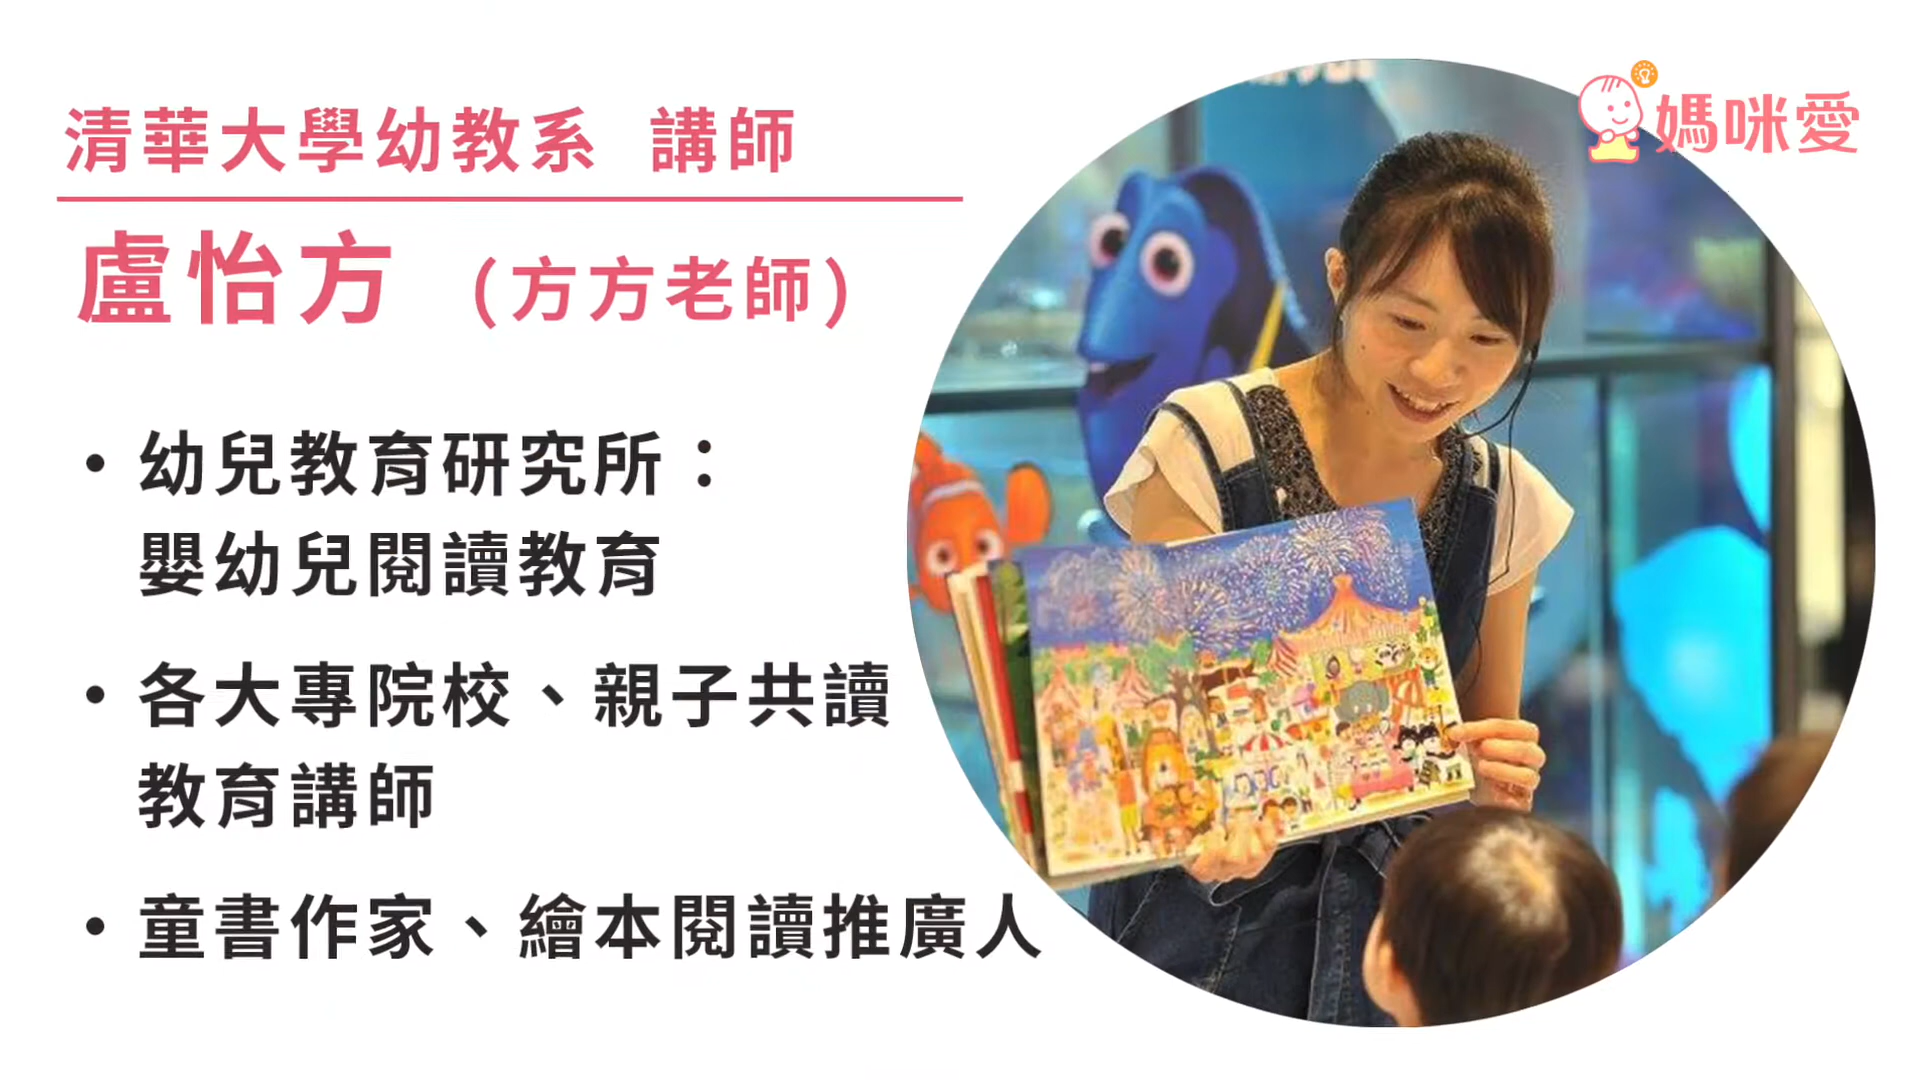 清華大學幼教系 講師
媽咪愛
盧怡方 (方方老師)
• 幼兒教育研究所：
嬰幼兒閱讀教育
• 各大專院校、親子共讀
教育講師
• 童書作家、繪本閱讀推廣人